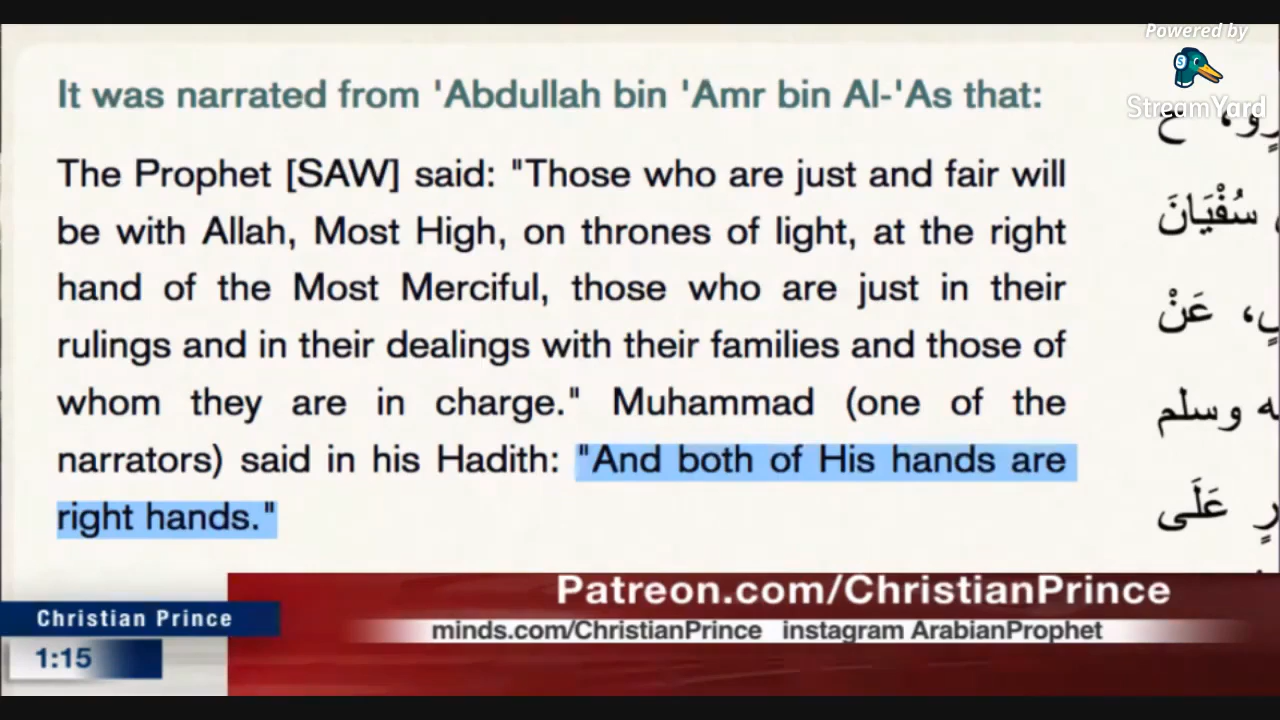 Powered by
StreamYard
It was narrated from 'Abdullah bin 'Amr bin Al-'As that:
The Prophet [SAW] said: "Those who are just and fair will
be with Allah, Most High, on thrones of light, at the right
hand of the Most Merciful, those who are just in their
rulings and in their dealings with their families and those of
whom they are in charge." Muhammad (one of the
narrators) said in his Hadith: "And both of His hands are
right hands."
سُفْيَانَ
عَنْ
ه وسلم
عَلَى
Patreon.com/ChristianPrince
Christian Prince
minds.com/ChristianPrince instagram ArabianProphet
1:15